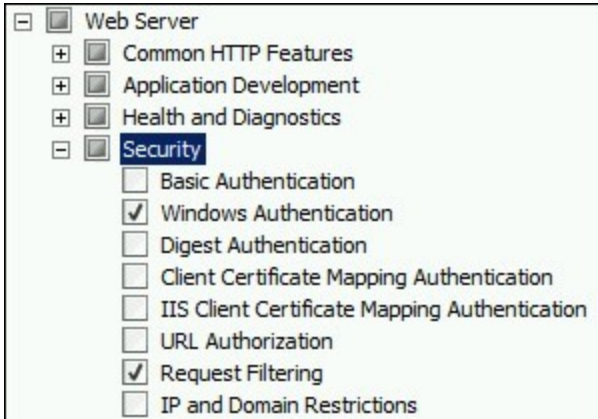 Web Server
Common HTTP Features
Application Development
Health and Diagnostics
Security
Basic Authentication
Windows Authentication
Digest Authentication
Client Certificate Mapping Authentication
IIS Client Certificate Mapping Authentication
URL Authorization
Request Filtering
IP and Domain Restrictions